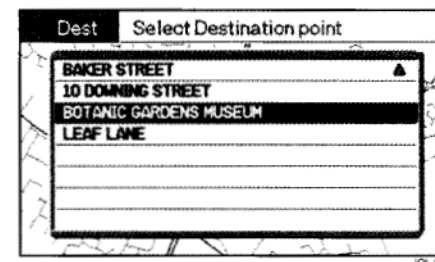 Dest Select Destination point
BAKER STREET
10 DOWNING STREET
BOTANIC GARDENS MUSEUM
LEAF LANE